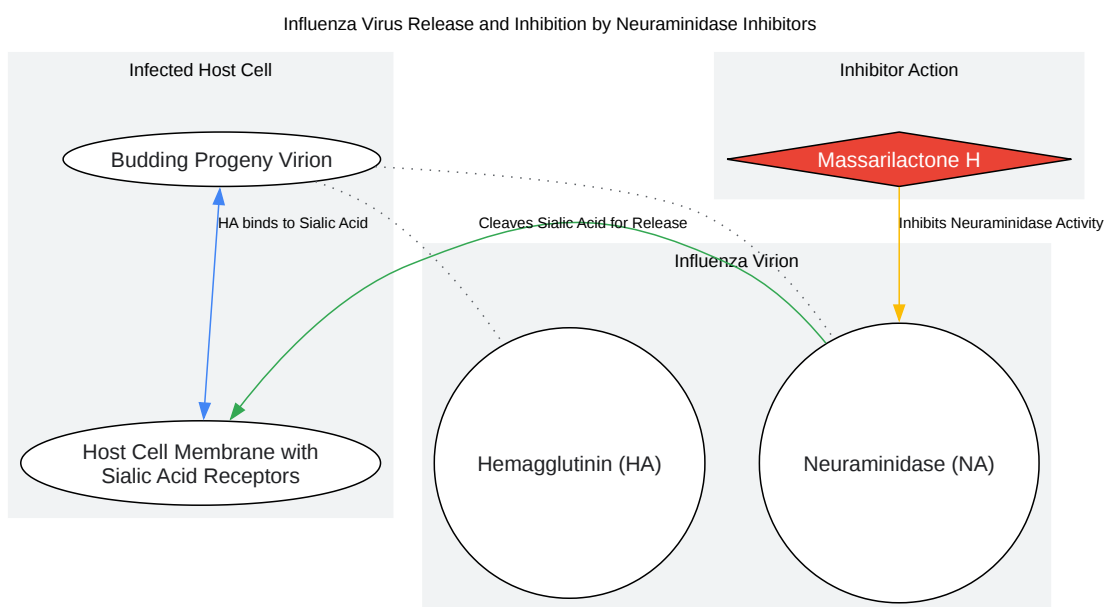 Influenza Virus Release and Inhibition by Neuraminidase Inhibitors
Infected Host Cell
Inhibitor Action
Budding Progeny Virion
Massarilactone H
HA binds to Sialic Acid
Cleaves Sialic Acid for Release
Inhibits Neuraminidase Activity
Influenza Virion
Host Cell Membrane with
Sialic Acid Receptors
Hemagglutinin (HA)
Neuraminidase (NA)